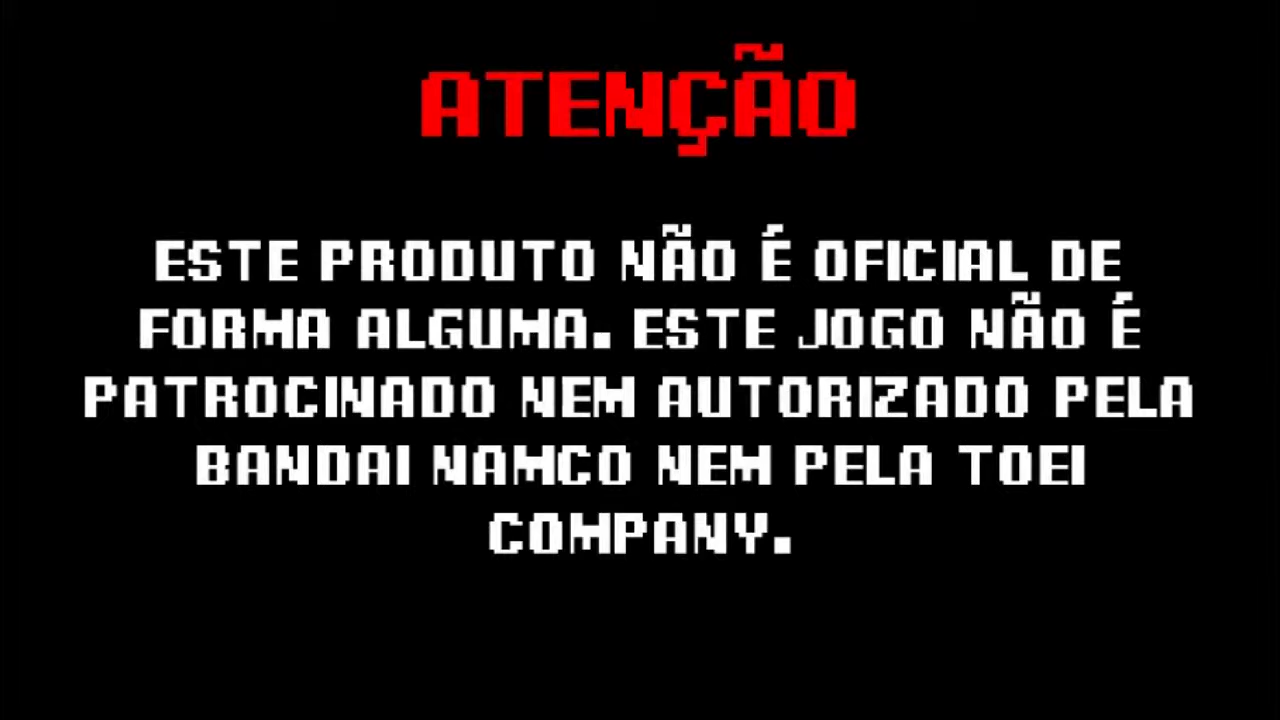 ATENÇÃO
ESTE PRODUTO NÃO É OFICIAL DE
FORMA ALGUMA. ESTE JOGO NÃO É
PATROCINADO NEM AUTORIZADO PELA
BANDAI NAMCO NEM PELA TOEI
COMPANY.